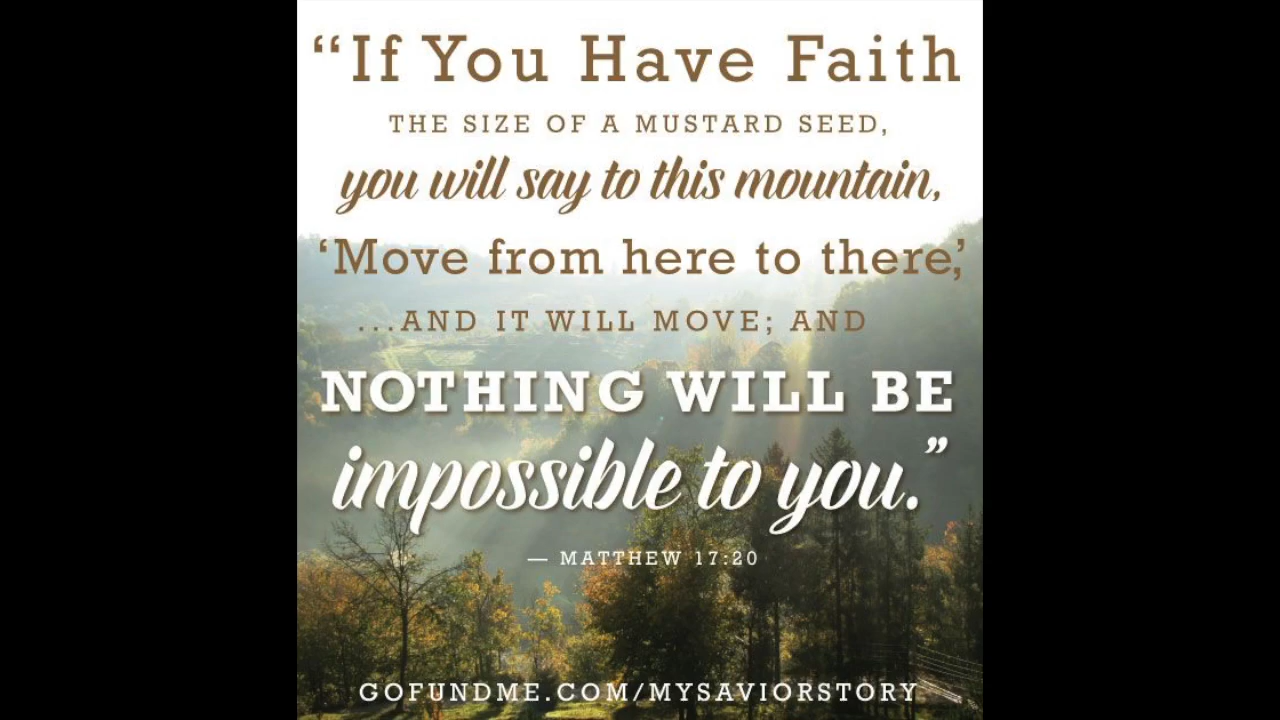 “If You Have Faith
THE SIZE OF A MUSTARD SEED,
you will say to this mountain,
‘Move from here to there,’
...AND IT WILL MOVE; AND
NOTHING WILL BE
impossible to you.”
— MATTHEW 17:20
GOFUNDME.COM/MYSAVIORSTORY